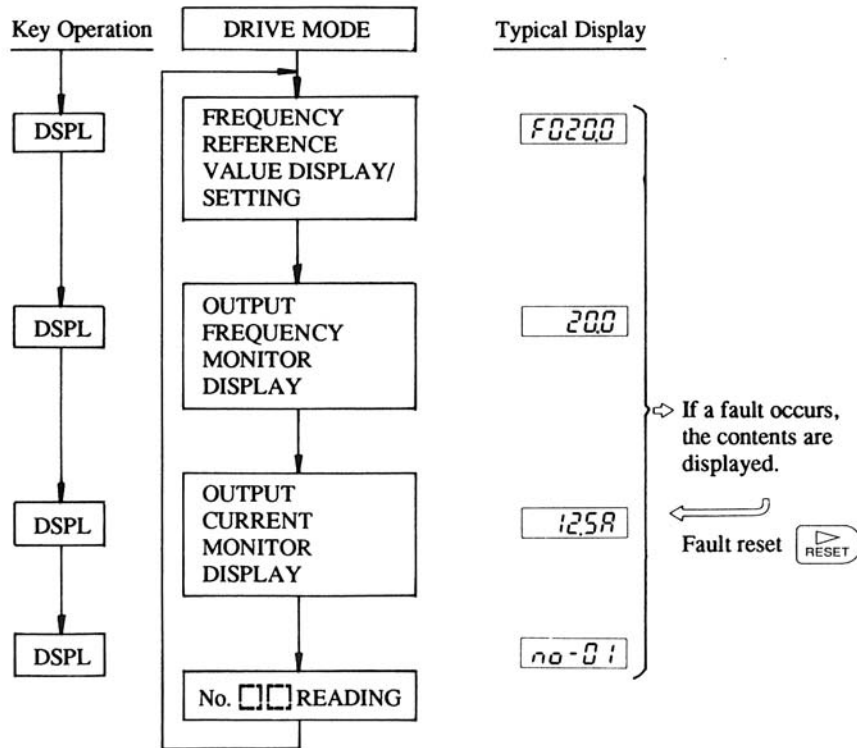 Key Operation DRIVE MODE Typical Display
DSPL
FREQUENCY
REFERENCE
VALUE DISPLAY/
SETTING
F020.0
DSPL
OUTPUT
FREQUENCY
MONITOR
DISPLAY
20.0
If a fault occurs,
the contents are
displayed.
DSPL
OUTPUT
CURRENT
MONITOR
DISPLAY
12.5A
Fault reset
RESET
DSPL
No. READING
no-01